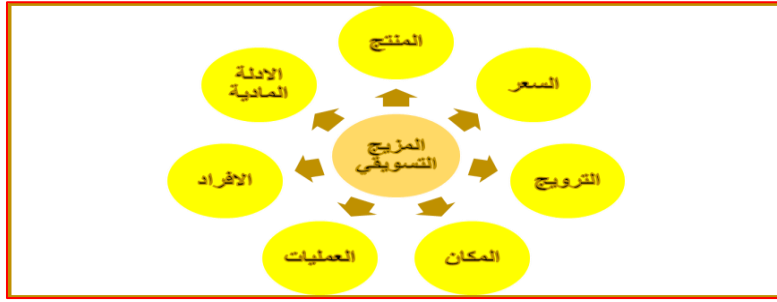 المنتج
السعر
الترويج
المكان
العمليات
الافراد
الادلة
المادية
المزيج
التسويقي